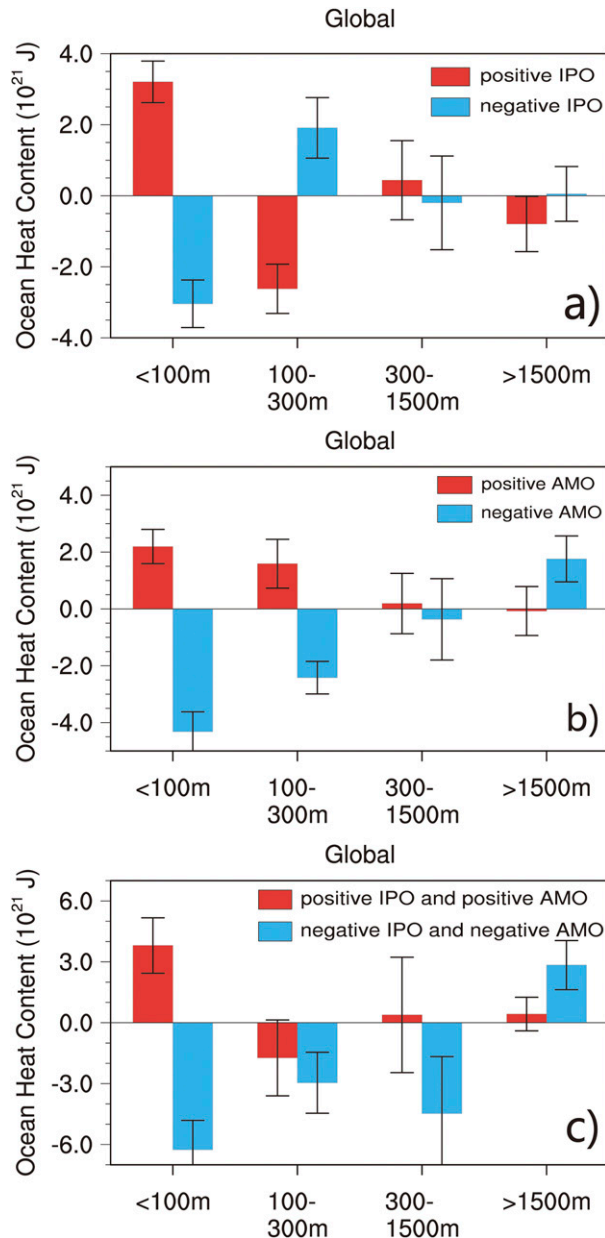 Global
Ocean Heat Content (10²¹ J)
4.0
2.0
0.0
-2.0
-4.0
positive IPO
negative IPO
a)
<100m
100-
300m
300-
1500m
>1500m
Global
Ocean Heat Content (10²¹ J)
4.0
2.0
0.0
-2.0
-4.0
positive AMO
negative AMO
b)
<100m
100-
300m
300-
1500m
>1500m
Global
Ocean Heat Content (10²¹ J)
6.0
3.0
0.0
-3.0
-6.0
positive IPO and positive AMO
negative IPO and negative AMO
c)
<100m
100-
300m
300-
1500m
>1500m